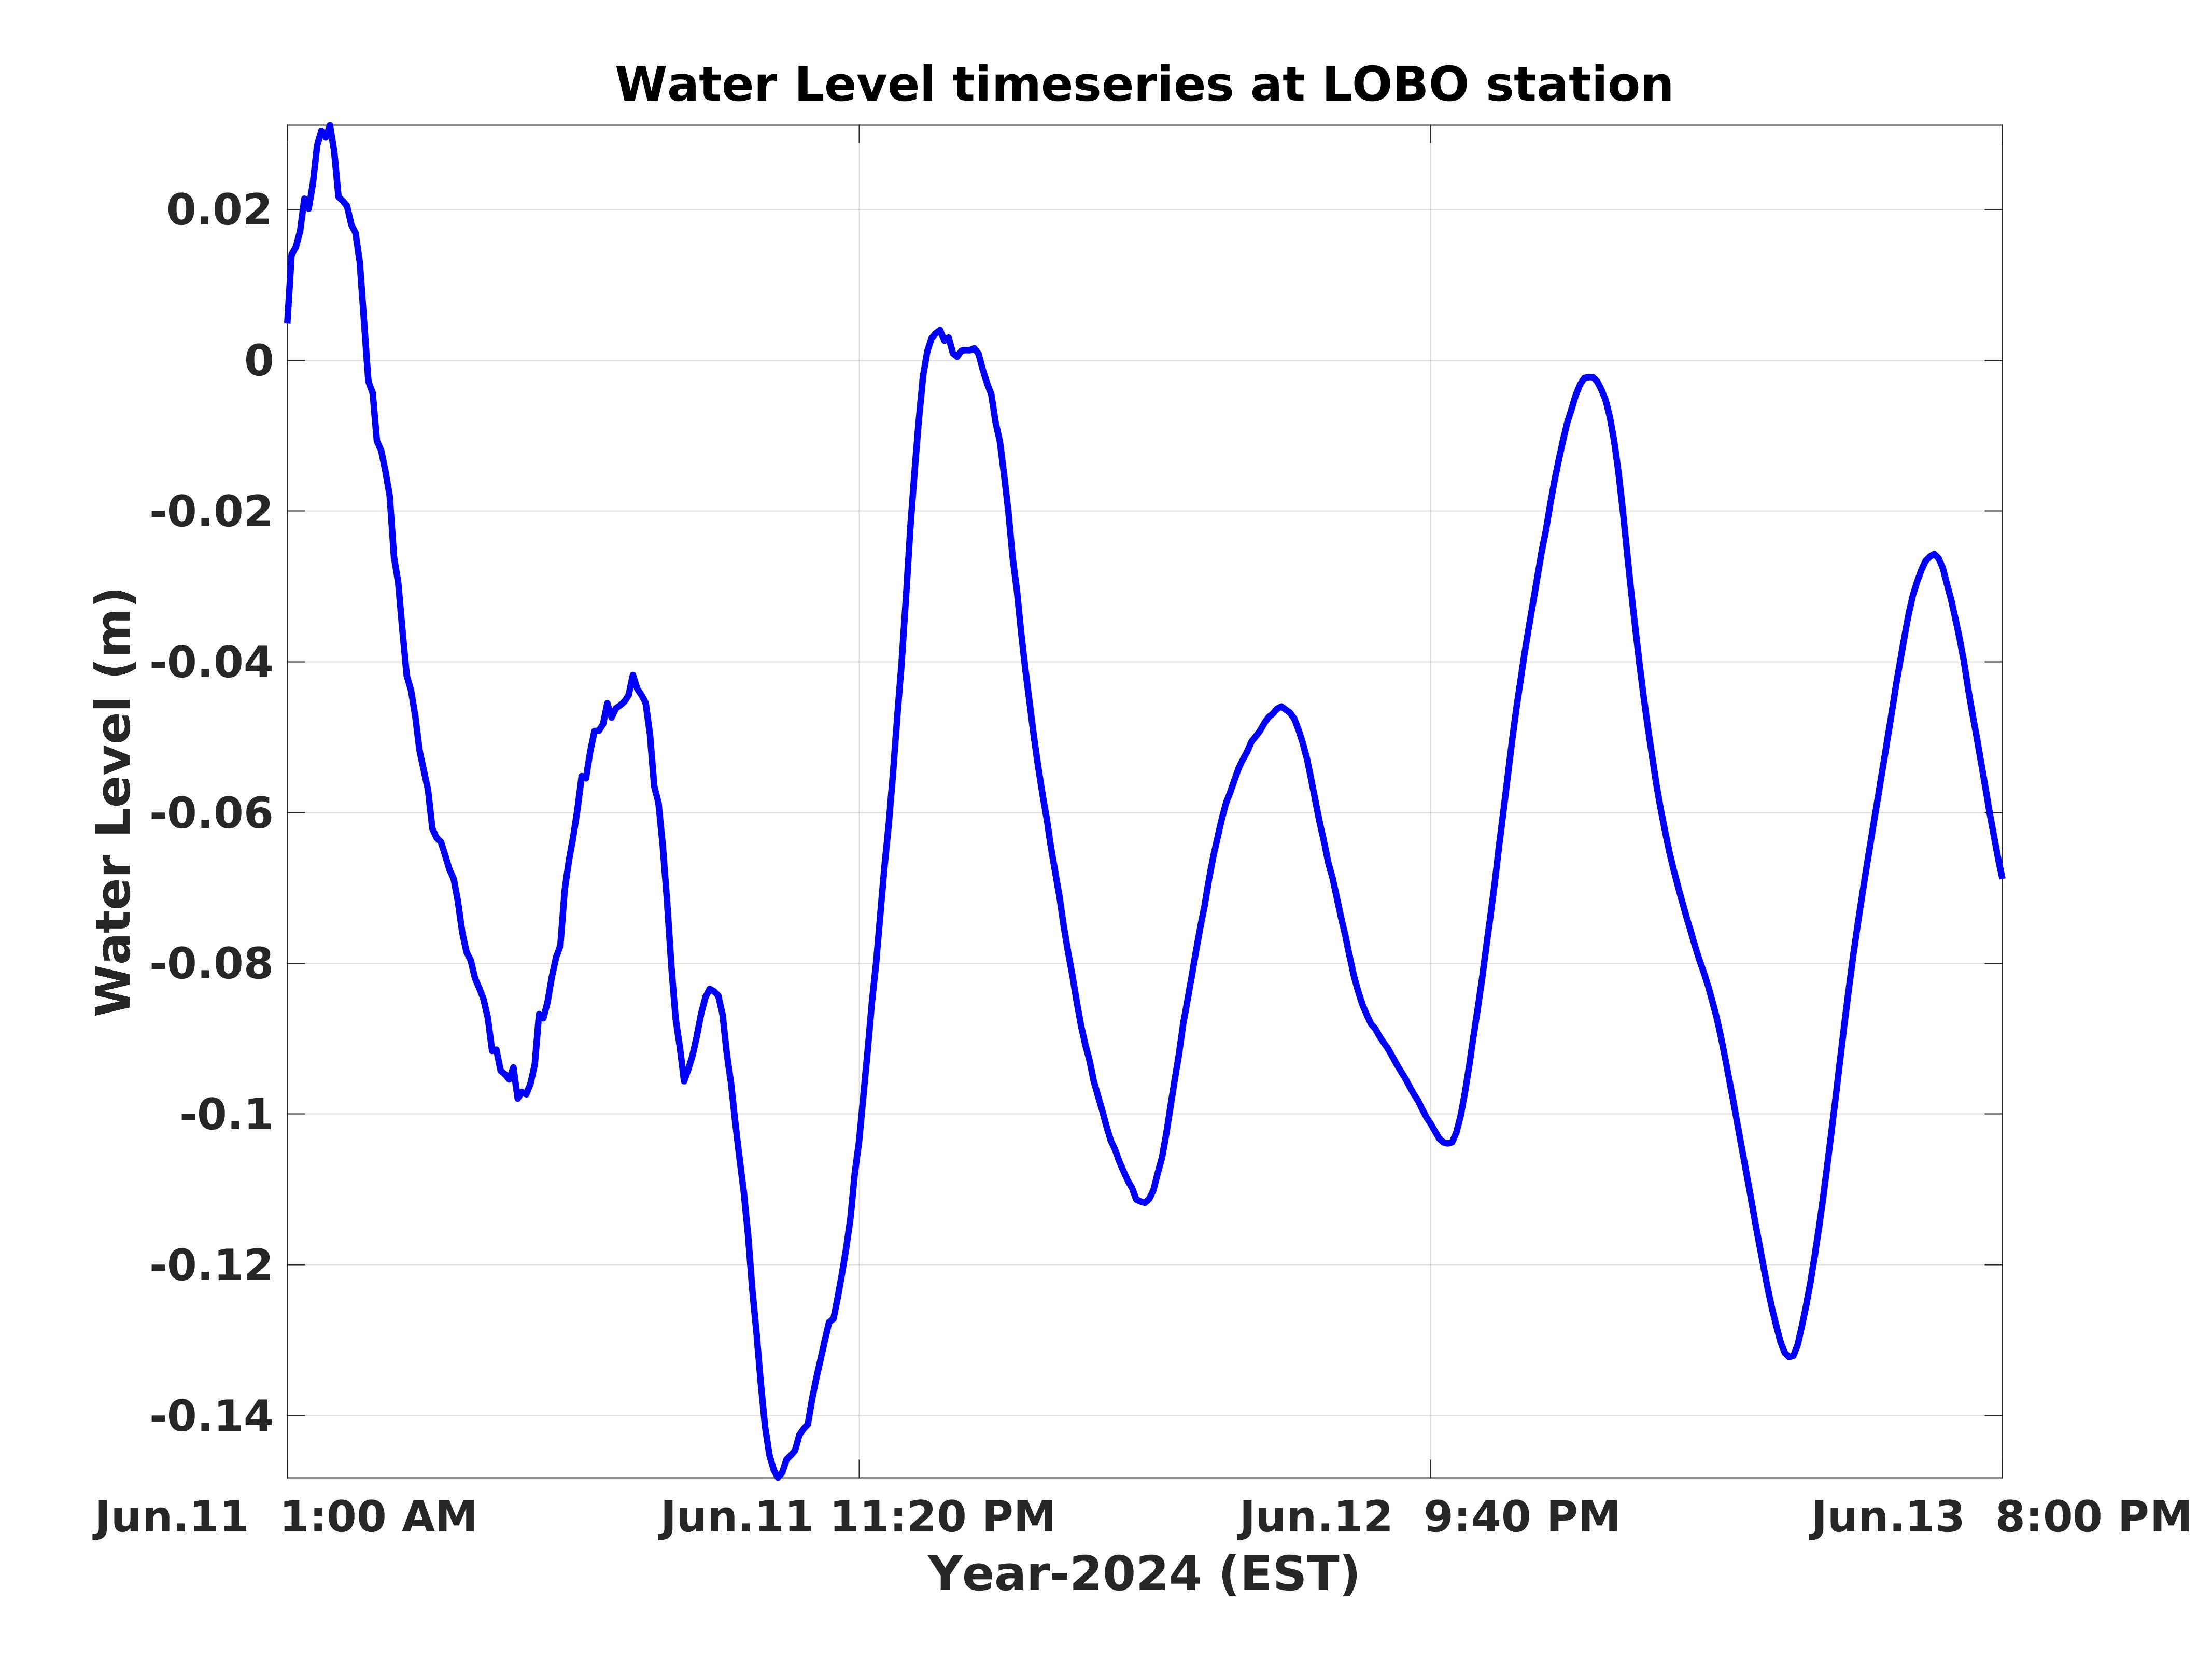 Water Level timeseries at LOBO station
0.02
0
-0.02
-0.04
-0.06
-0.08
-0.1
-0.12
-0.14
Water Level (m)
Jun.11  1:00 AM
Jun.11 11:20 PM
Jun.12  9:40 PM
Jun.13  8:00 PM
Year-2024 (EST)